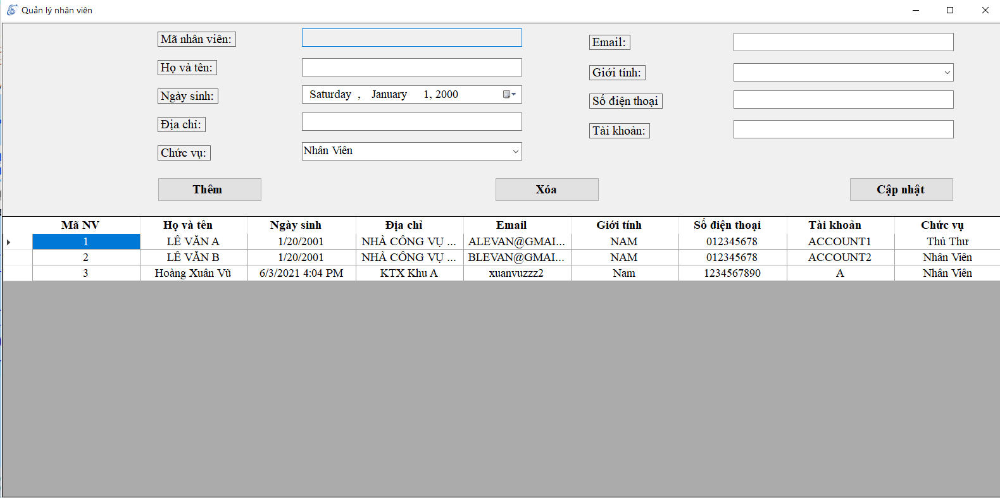 Quản lý nhân viên
Mã nhân viên:
Họ và tên:
Ngày sinh: Saturday , January 1, 2000
Địa chỉ:
Chức vụ: Nhân Viên
Email:
Giới tính:
Số điện thoại
Tài khoản:
Thêm Xóa Cập nhật
Mã NV Họ và tên Ngày sinh Địa chỉ Email Giới tính Số điện thoại Tài khoản Chức vụ
1 LÊ VĂN A 1/20/2001 NHÀ CÔNG VỤ ... ALEVAN@GMAI... NAM 012345678 ACCOUNT1 Thủ Thư
2 LÊ VĂN B 1/20/2001 NHÀ CÔNG VỤ ... BLEVAN@GMAI... NAM 012345678 ACCOUNT2 Nhân Viên
3 Hoàng Xuân Vũ 6/3/2021 4:04 PM KTX Khu A xuanvuzzz2 Nam 1234567890 A Nhân Viên